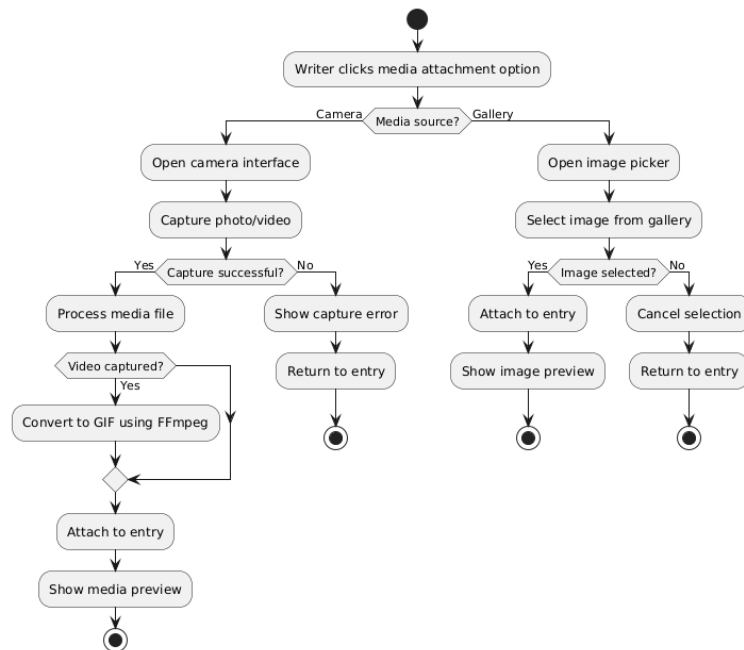 Writer clicks media attachment option
Camera
Media source?
Gallery
Open camera interface
Open image picker
Capture photo/video
Select image from gallery
Yes
Capture successful?
No
Yes
Image selected?
No
Process media file
Show capture error
Attach to entry
Cancel selection
Video captured?
Return to entry
Show image preview
Return to entry
Yes
Convert to GIF using FFmpeg
Attach to entry
Show media preview